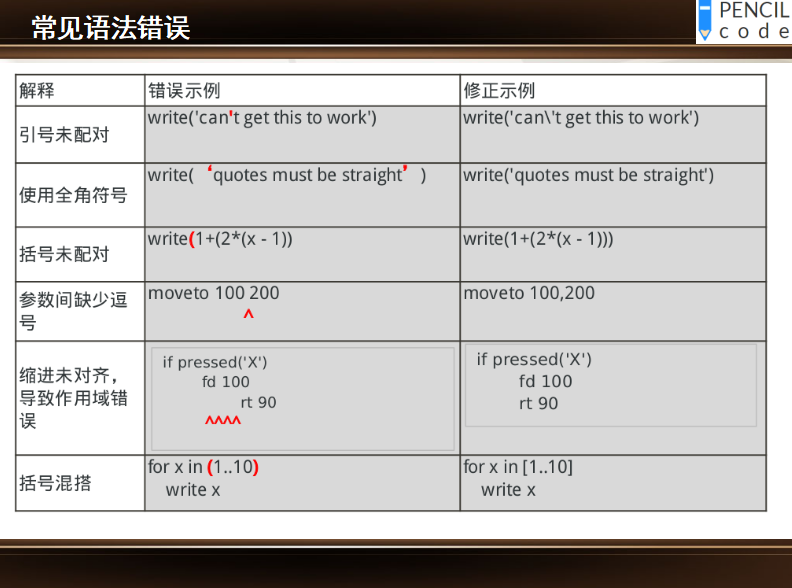 常见语法错误
PENCIL
code
解释 错误示例 修正示例
引号未配对 write('can't get this to work') write('can\'t get this to work')
使用全角符号 write( ‘quotes must be straight’ ) write('quotes must be straight')
括号未配对 write(1+(2*(x - 1)) write(1+(2*(x - 1)))
参数间缺少逗
号
moveto 100 200
^
moveto 100,200
缩进未对齐，
导致作用域错
误
if pressed('X')
fd 100
rt 90
^^^^
if pressed('X')
fd 100
rt 90
括号混搭
for x in (1..10)
write x
for x in [1..10]
write x